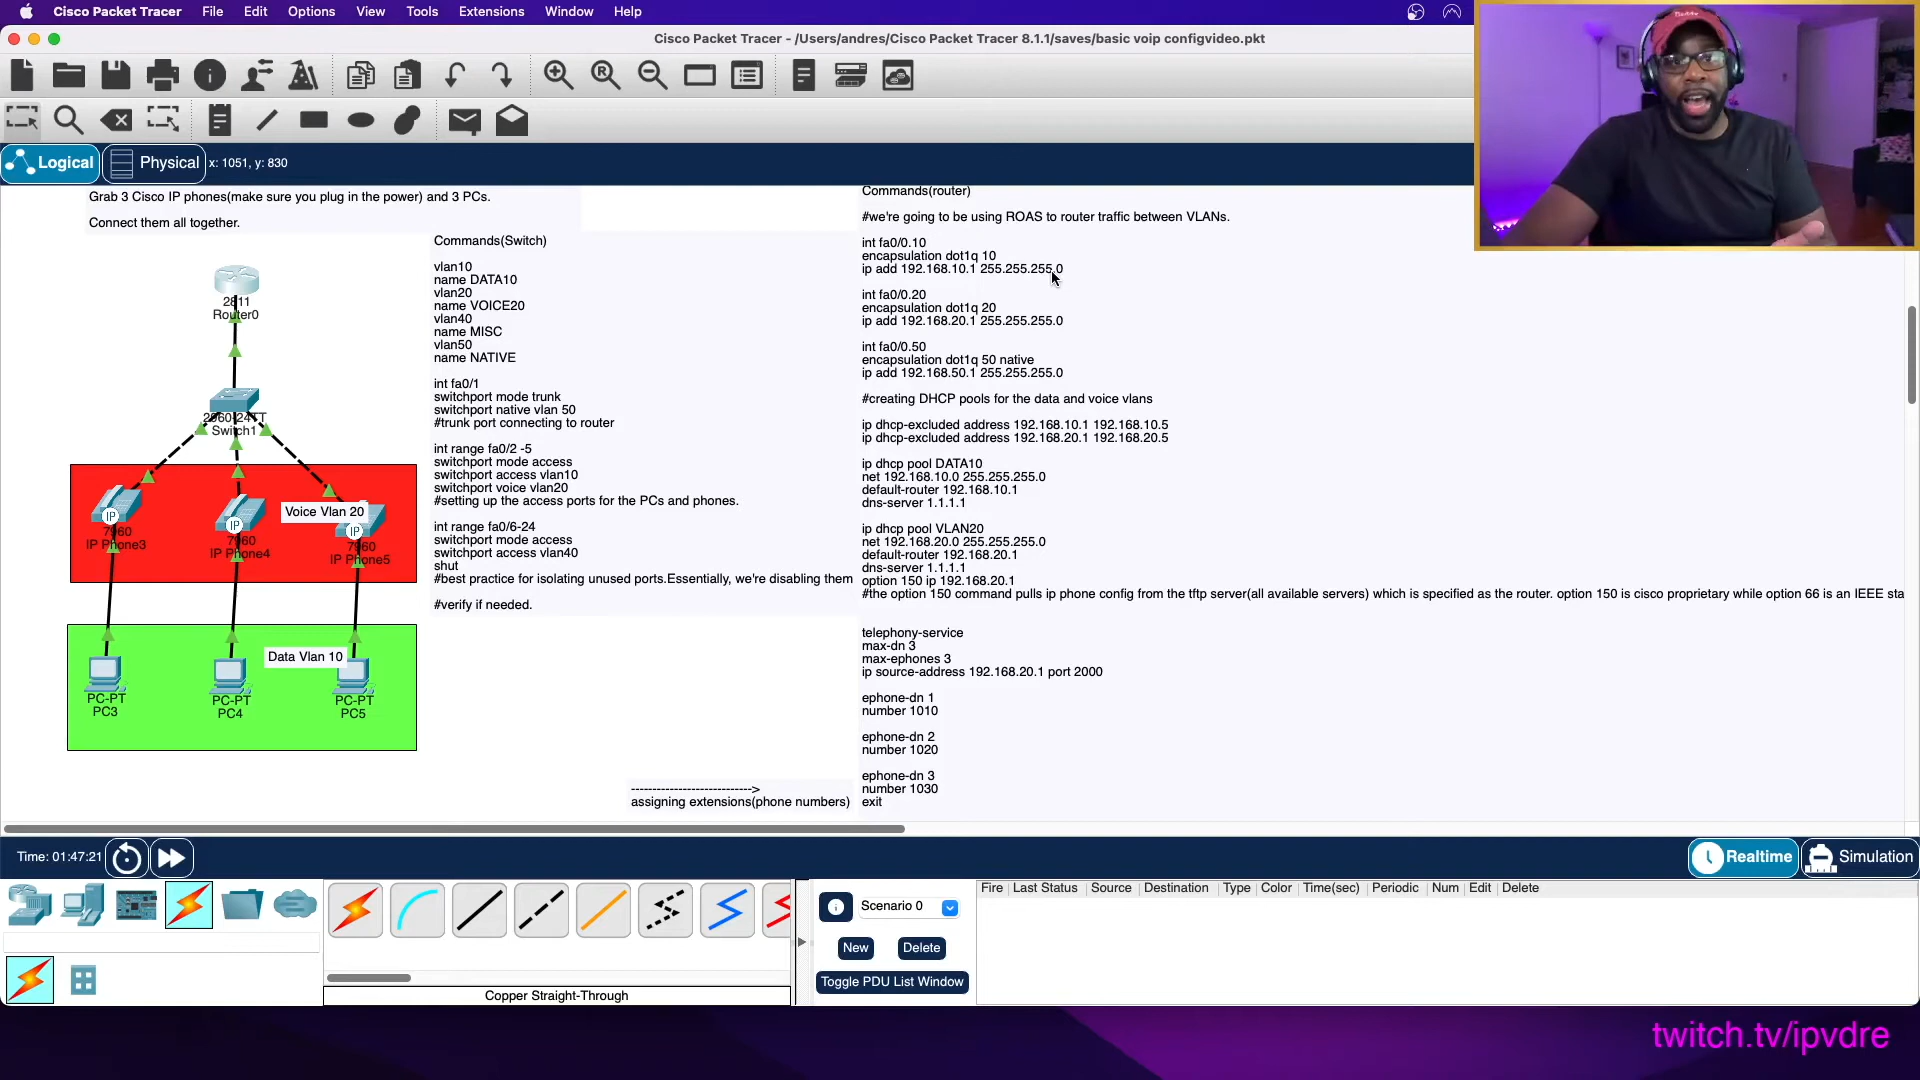 Cisco Packet Tracer File Edit Options View Tools Extensions Window Help
Cisco Packet Tracer - /Users/andres/Cisco Packet Tracer 8.1.1/saves/basic voip configvideo.pkt
Logical
Physical
x: 1051, y: 830
Grab 3 Cisco IP phones(make sure you plug in the power) and 3 PCs.
Connect them all together.
2811
Router0
2960-24TT
Switch1
Voice Vlan 20
IP
7960
IP Phone3
IP
7960
IP Phone4
IP
7960
IP Phone5
Data Vlan 10
PC-PT
PC3
PC-PT
PC4
PC-PT
PC5
Commands(Switch)
vlan10
name DATA10
vlan20
name VOICE20
vlan40
name MISC
vlan50
name NATIVE
int fa0/1
switchport mode trunk
switchport native vlan 50
#trunk port connecting to router
int range fa0/2 -5
switchport mode access
switchport access vlan10
switchport voice vlan20
#setting up the access ports for the PCs and phones.
int range fa0/6-24
switchport mode access
switchport access vlan40
shut
#best practice for isolating unused ports.Essentially, we're disabling them
#verify if needed.
---------------------------->
assigning extensions(phone numbers)
Commands(router)
#we're going to be using ROAS to router traffic between VLANs.
int fa0/0.10
encapsulation dot1q 10
ip add 192.168.10.1 255.255.255.0
int fa0/0.20
encapsulation dot1q 20
ip add 192.168.20.1 255.255.255.0
int fa0/0.50
encapsulation dot1q 50 native
ip add 192.168.50.1 255.255.255.0
#creating DHCP pools for the data and voice vlans
ip dhcp-excluded address 192.168.10.1 192.168.10.5
ip dhcp-excluded address 192.168.20.1 192.168.20.5
ip dhcp pool DATA10
net 192.168.10.0 255.255.255.0
default-router 192.168.10.1
dns-server 1.1.1.1
ip dhcp pool VLAN20
net 192.168.20.0 255.255.255.0
default-router 192.168.20.1
dns-server 1.1.1.1
option 150 ip 192.168.20.1
#the option 150 command pulls ip phone config from the tftp server(all available servers) which is specified as the router. option 150 is cisco proprietary while option 66 is an IEEE sta
telephony-service
max-dn 3
max-ephones 3
ip source-address 192.168.20.1 port 2000
ephone-dn 1
number 1010
ephone-dn 2
number 1020
ephone-dn 3
number 1030
exit
Time: 01:47:21
Realtime
Simulation
Scenario 0
New
Delete
Toggle PDU List Window
Fire Last Status Source Destination Type Color Time(sec) Periodic Num Edit Delete
Copper Straight-Through
twitch.tv/ipvdre